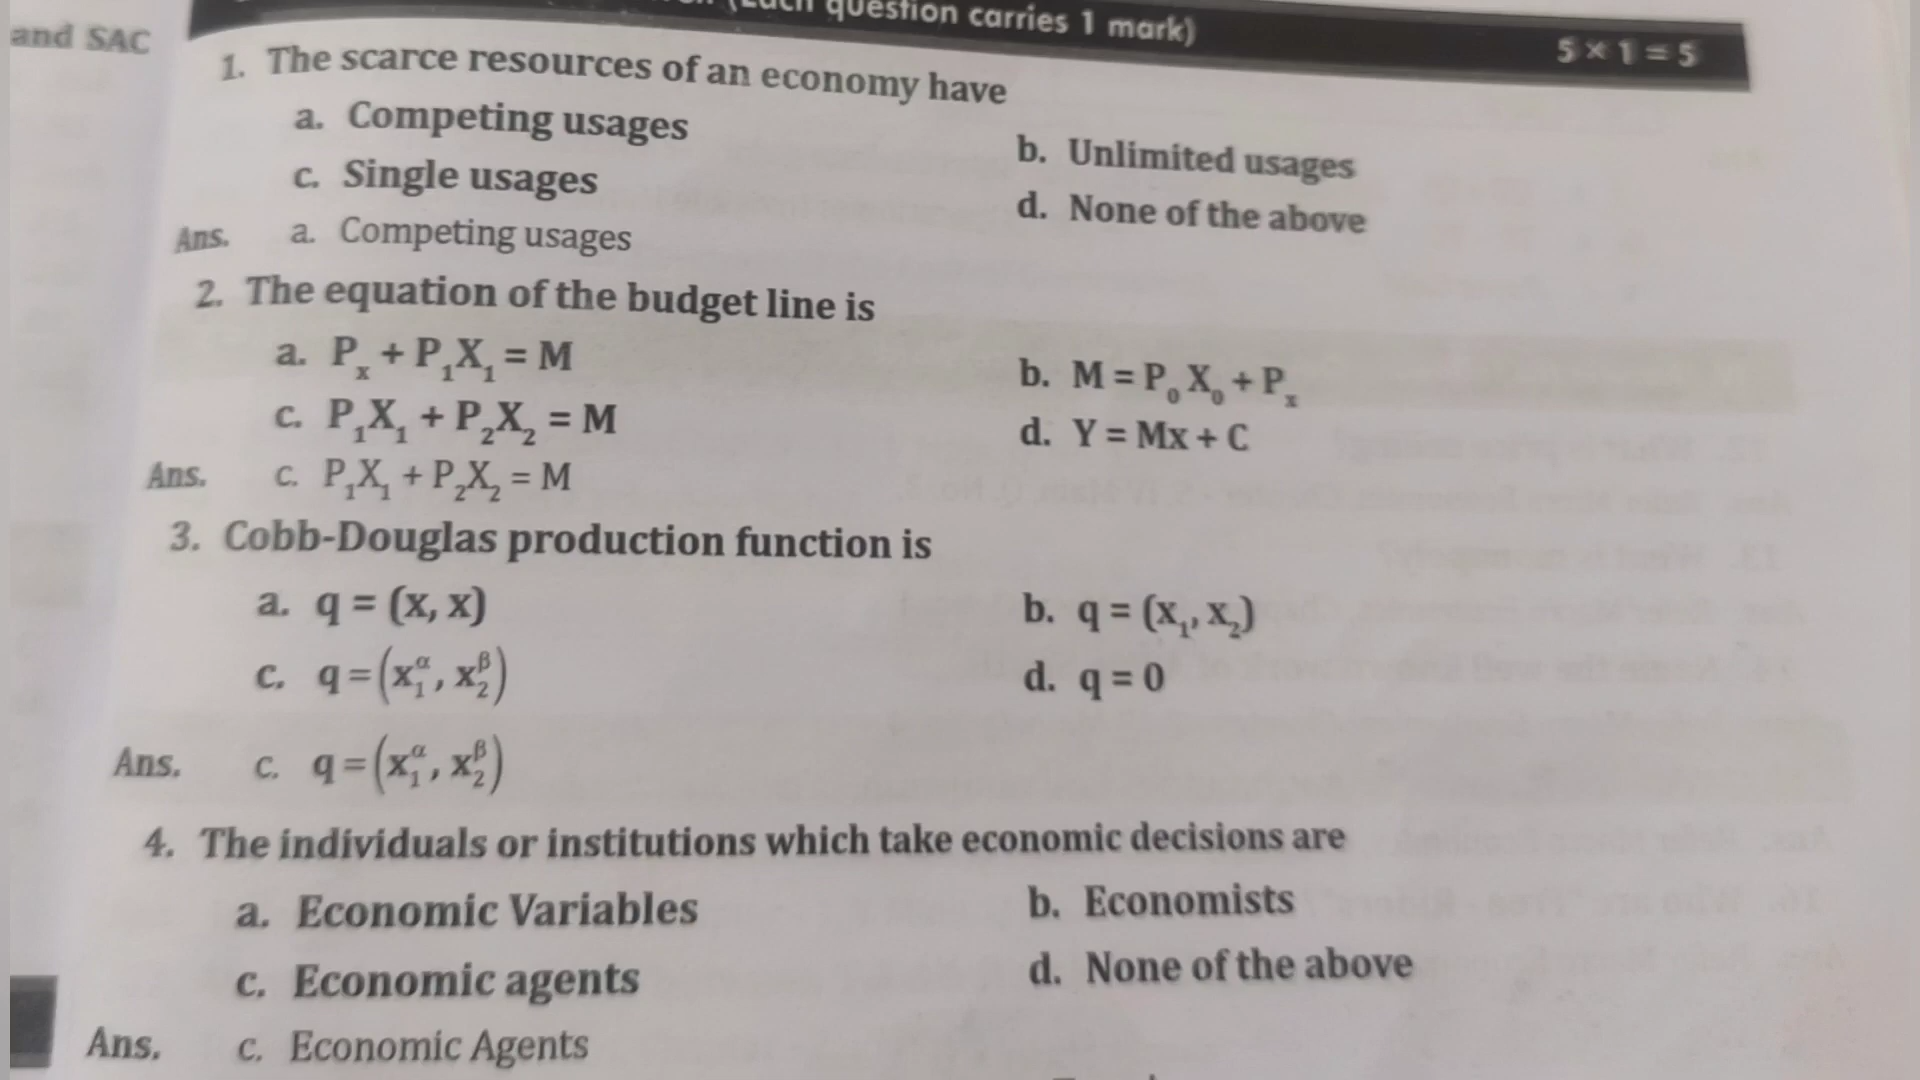 and SAC
(Each question carries 1 mark)
5 × 1 = 5
1. The scarce resources of an economy have
a. Competing usages
b. Unlimited usages
c. Single usages
d. None of the above
Ans. a. Competing usages
2. The equation of the budget line is
a. Pₓ + P₁X₁ = M
b. M = P₀X₀ + Pₓ
c. P₁X₁ + P₂X₂ = M
d. Y = Mx + C
Ans. c. P₁X₁ + P₂X₂ = M
3. Cobb-Douglas production function is
a. q = (x, x)
b. q = (x₁, x₂)
c. q = (x₁^α, x₂^β)
d. q = 0
Ans. c. q = (x₁^α, x₂^β)
4. The individuals or institutions which take economic decisions are
a. Economic Variables
b. Economists
c. Economic agents
d. None of the above
Ans. c. Economic Agents